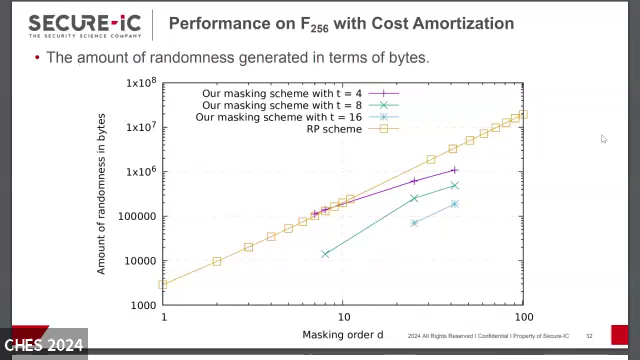 SECURE-IC
THE SECURITY SCIENCE COMPANY
Performance on F256 with Cost Amortization
• The amount of randomness generated in terms of bytes.
Our masking scheme with t = 4
Our masking scheme with t = 8
Our masking scheme with t = 16
RP scheme
Amount of randomness in bytes
1x10^8
1x10^7
1x10^6
100000
10000
1000
1
10
100
Masking order d
2024 All Rights Reserved I Confidential I Property of Secure-IC
32
CHES 2024